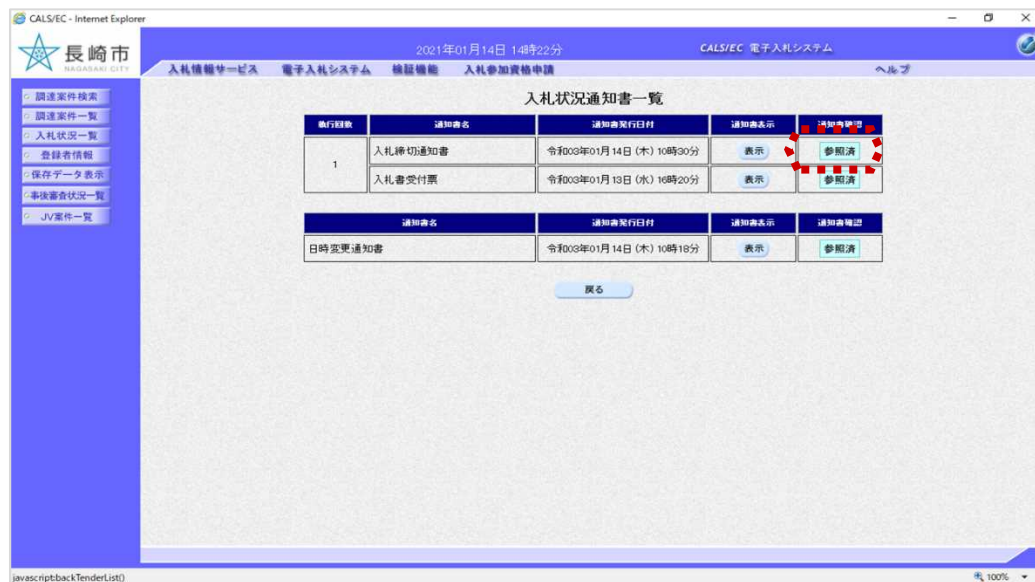 CALS/EC - Internet Explorer
長崎市
NAGASAKI CITY
2021年01月14日 14時22分
CALS/EC 電子入札システム
入札情報サービス 電子入札システム 検証機能 入札参加資格申請 ヘルプ
調達案件検索
調達案件一覧
入札状況一覧
登録者情報
保存データ表示
事後審査状況一覧
JV案件一覧
入札状況通知書一覧
執行回数 通知書名 通知書発行日付 通知書表示 通知書確認
1 入札締切通知書 令和03年01月14日 (木) 10時30分 表示 参照済
入札書受付票 令和03年01月13日 (水) 16時20分 表示 参照済
通知書名 通知書発行日付 通知書表示 通知書確認
日時変更通知書 令和03年01月14日 (木) 10時18分 表示 参照済
戻る
javascript:backTenderList()
100%